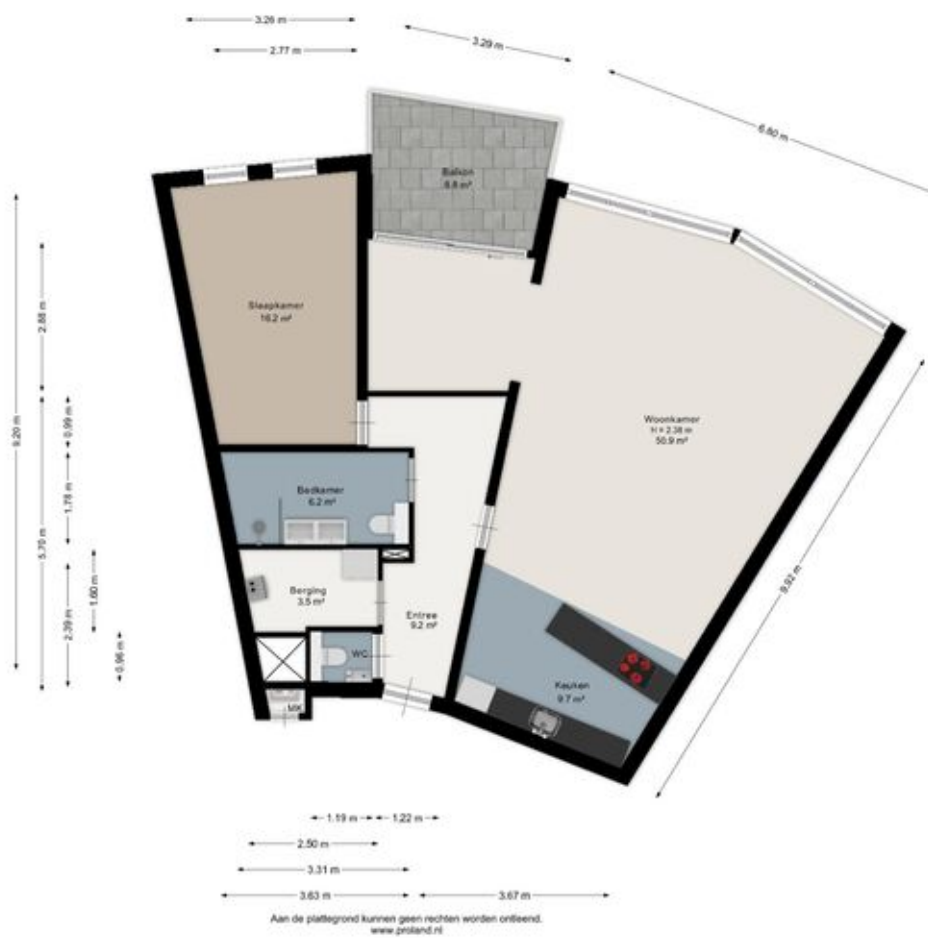 3.26 m
2.77 m
3.29 m
6.80 m
Balkon
8.8 m²
Slaapkamer
16.2 m²
Woonkamer
H = 2.38 m
50.9 m²
9.20 m
2.88 m
5.70 m
0.99 m
1.78 m
2.39 m
1.60 m
0.96 m
Badkamer
6.2 m²
Berging
3.5 m²
Entree
9.2 m²
WC
MK
Keuken
9.7 m²
9.92 m
1.19 m
1.22 m
2.50 m
3.31 m
3.63 m
3.67 m
Aan de plattegrond kunnen geen rechten worden ontleend.
www.proland.nl